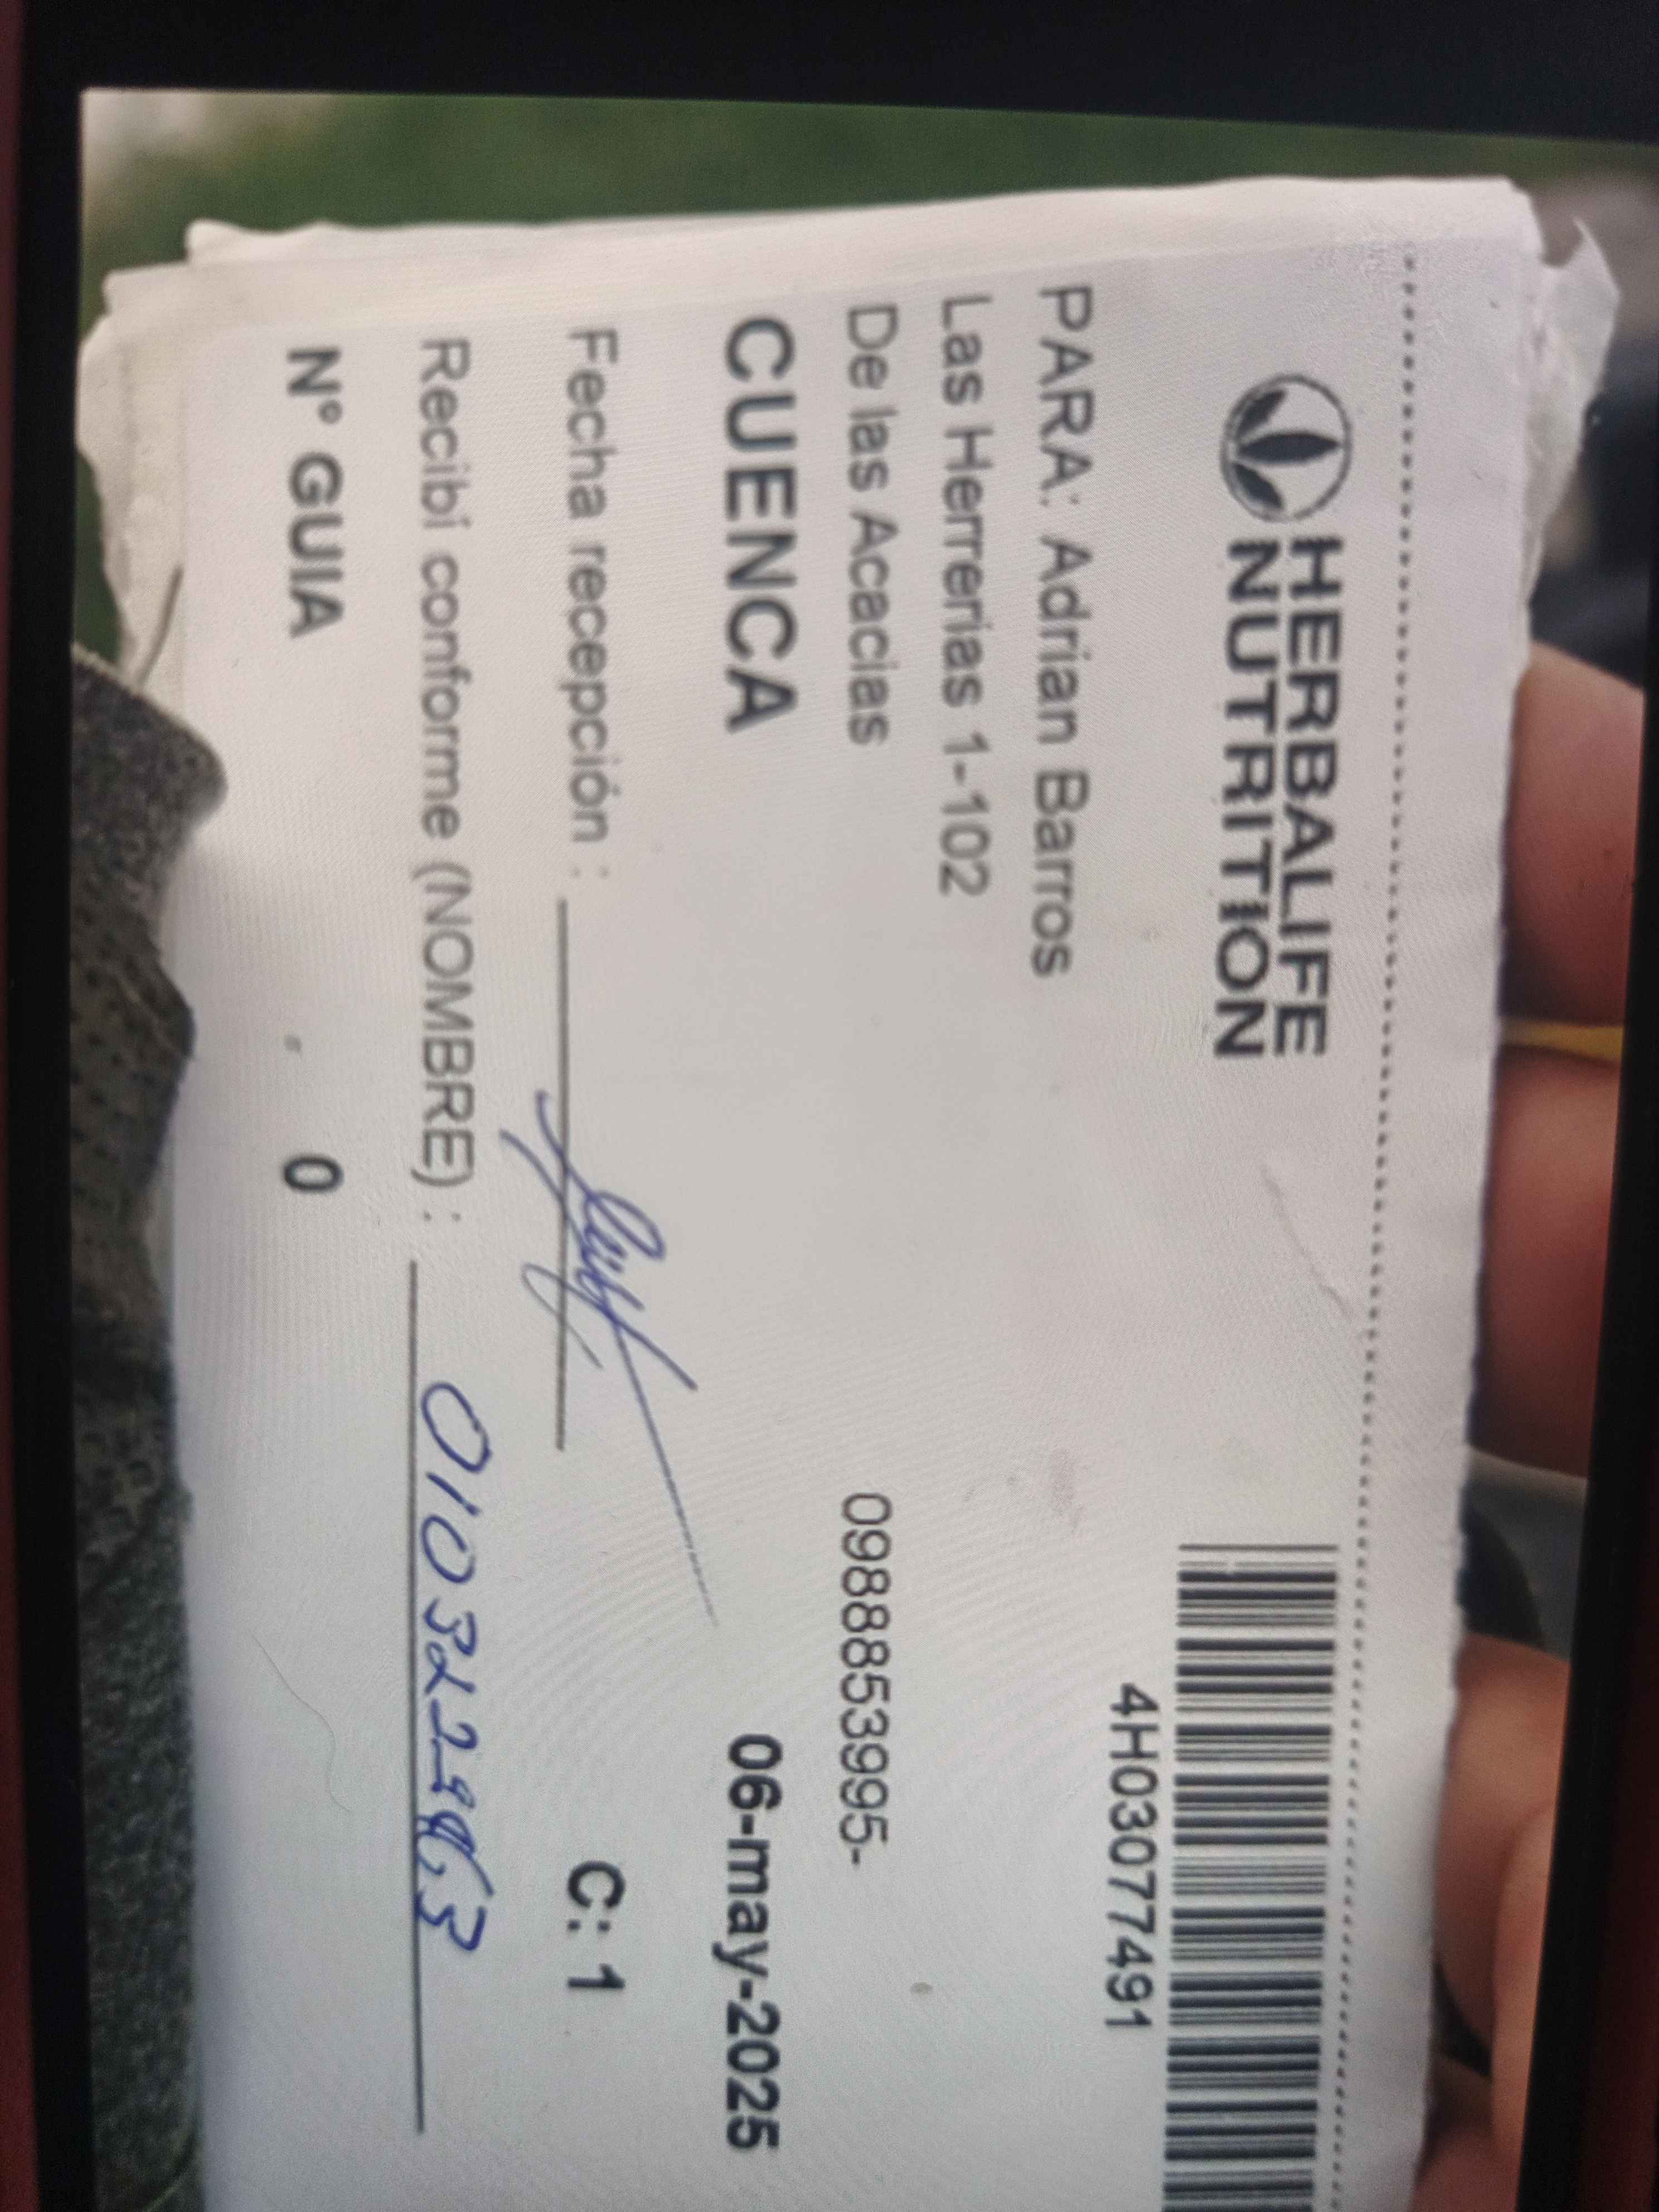 HERBALIFE
NUTRITION
4H03077491
PARA: Adrian Barros
Las Herrerias 1-102
De las Acacias
0988853995-
CUENCA
06-may-2025
Fecha recepción :
C: 1
Recibí conforme (NOMBRE) :
N° GUIA 0